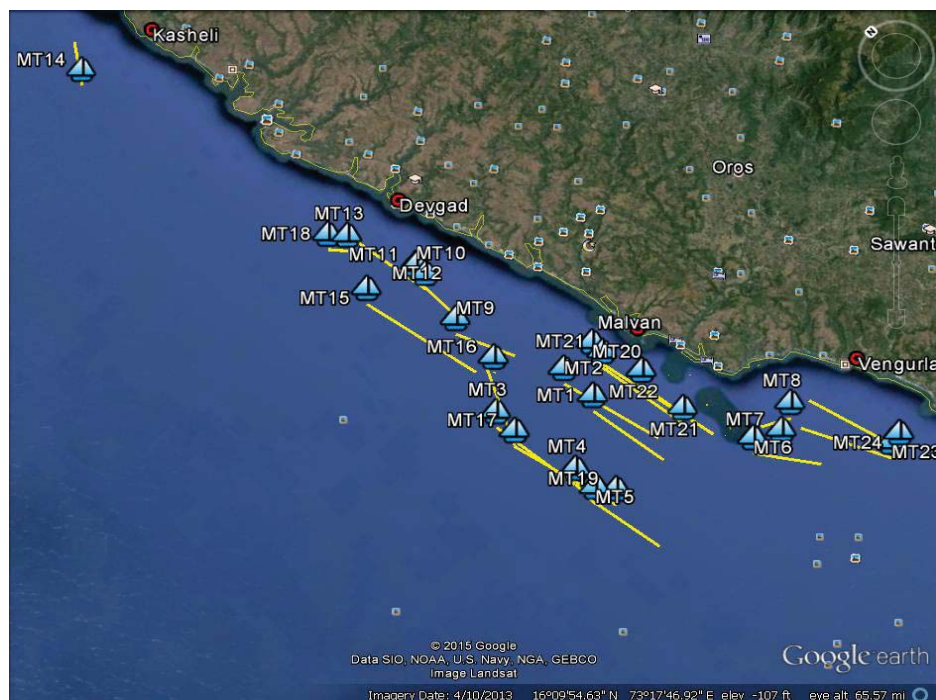 Kasheli
N
MT14
Oros
Devgad
MT13
MT18
Sawant
MT11
MT10
MT12
MT15
MT9
Malvan
MT21
MT20
MT16
Vengurla
MT2
MT8
MT3
MT1
MT22
MT17
MT21
MT7
MT6
MT24
MT23
MT4
MT19
MT5
© 2015 Google
Data SIO, NOAA, U.S. Navy, NGA, GEBCO
Image Landsat
Google earth
Imagery Date: 4/10/2013 16°09'54.63" N 73°17'46.92" E elev -107 ft eye alt 65.57 mi